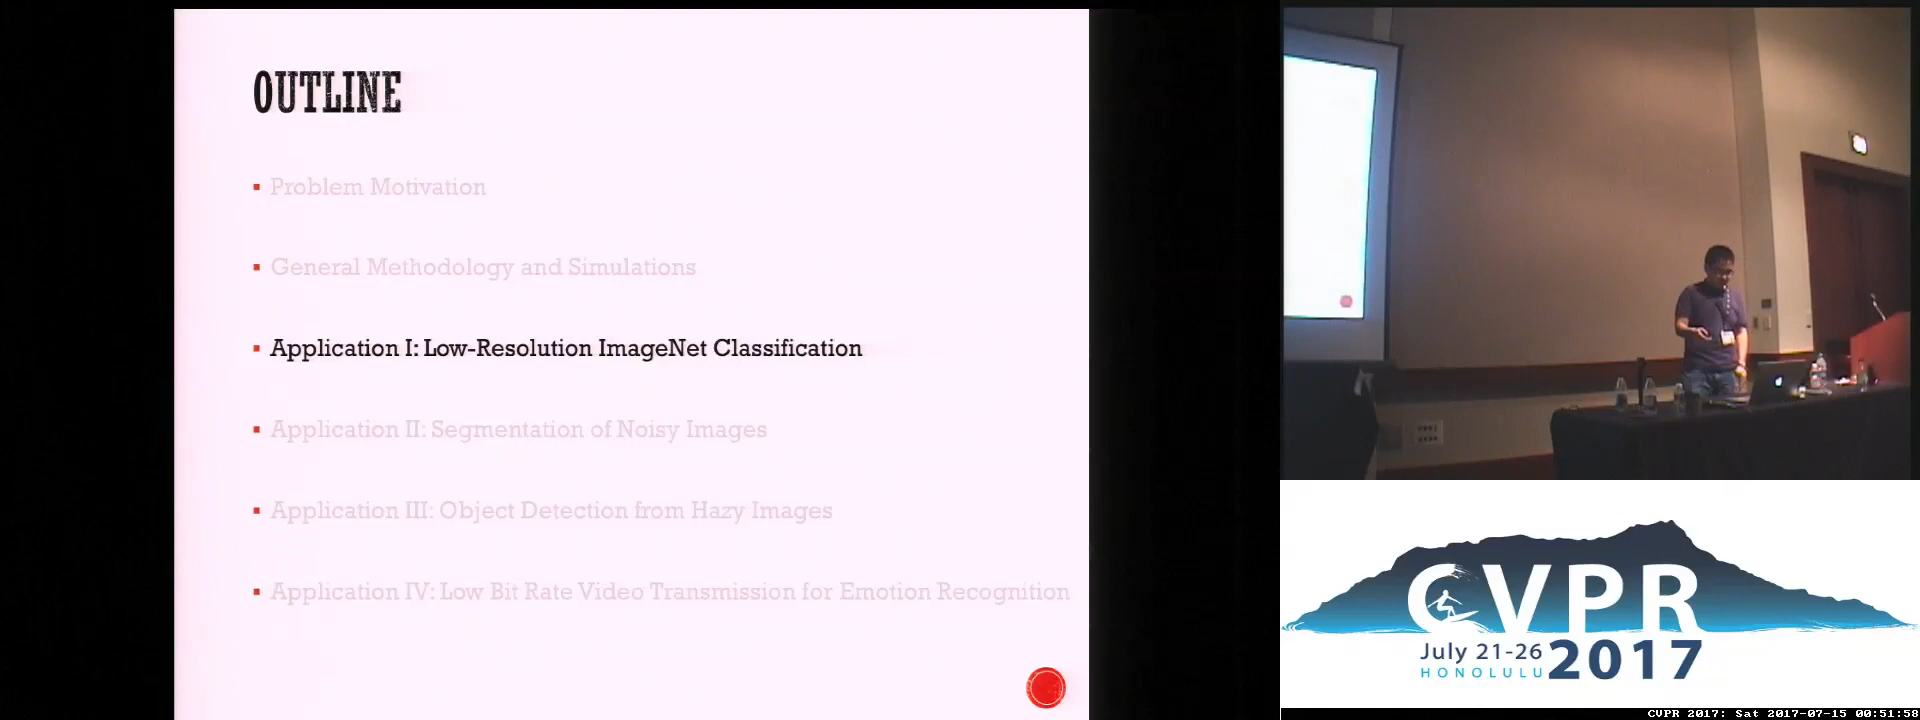 OUTLINE
Problem Motivation
General Methodology and Simulations
Application I: Low-Resolution ImageNet Classification
Application II: Segmentation of Noisy Images
Application III: Object Detection from Hazy Images
Application IV: Low Bit Rate Video Transmission for Emotion Recognition
CVPR
July 21-26
HONOLULU
2017
CVPR 2017: Sat 2017-07-15 00:51:58